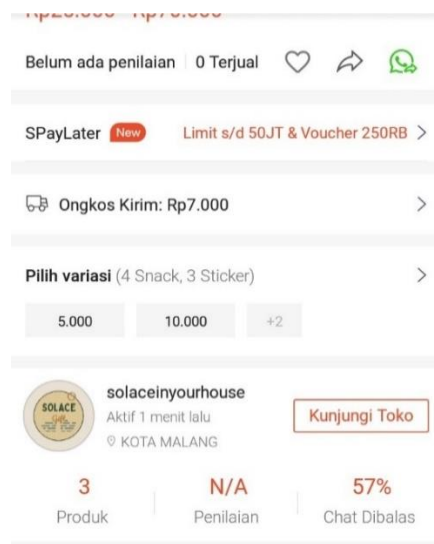 Belum ada penilaian 0 Terjual
SPayLater New Limit s/d 50JT & Voucher 250RB >
Ongkos Kirim: Rp7.000 >
Pilih variasi (4 Snack, 3 Sticker) >
5.000 10.000 +2
SOLACE
solaceinyourhouse
Aktif 1 menit lalu
Kunjungi Toko
KOTA MALANG
3 N/A 57%
Produk Penilaian Chat Dibalas